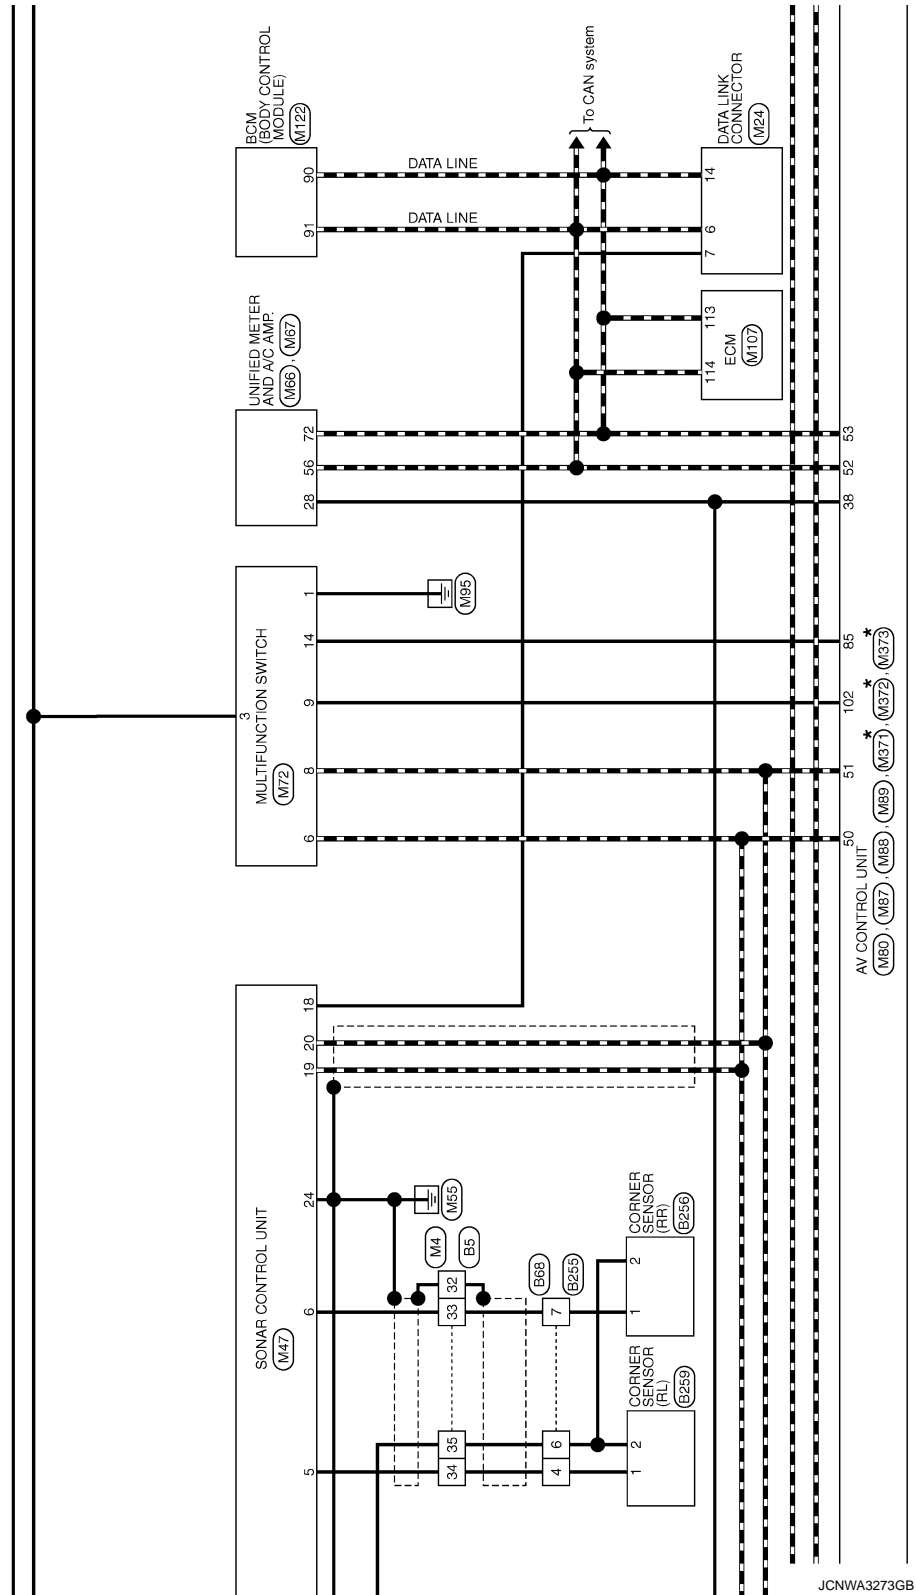 BCM
(BODY CONTROL
MODULE)
M122
90
91
DATA LINE
DATA LINE
To CAN system
DATA LINK
CONNECTOR
M24
14
6
7
UNIFIED METER
AND A/C AMP.
M66 , M67
72
56
28
113
114
ECM
M107
53
52
38
MULTIFUNCTION SWITCH
M72
3
1
14
9
8
6
M95
85
102
51
50
AV CONTROL UNIT
M80 , M87 , M88 , M89 , *M371 , *M372 , *M373
SONAR CONTROL UNIT
M47
18
20
19
24
6
5
M55
M4
B5
32
33
35
34
B68
B255
7
6
4
CORNER
SENSOR
(RR)
B256
2
1
CORNER
SENSOR
(RL)
B259
2
1
JCNWA3273GB